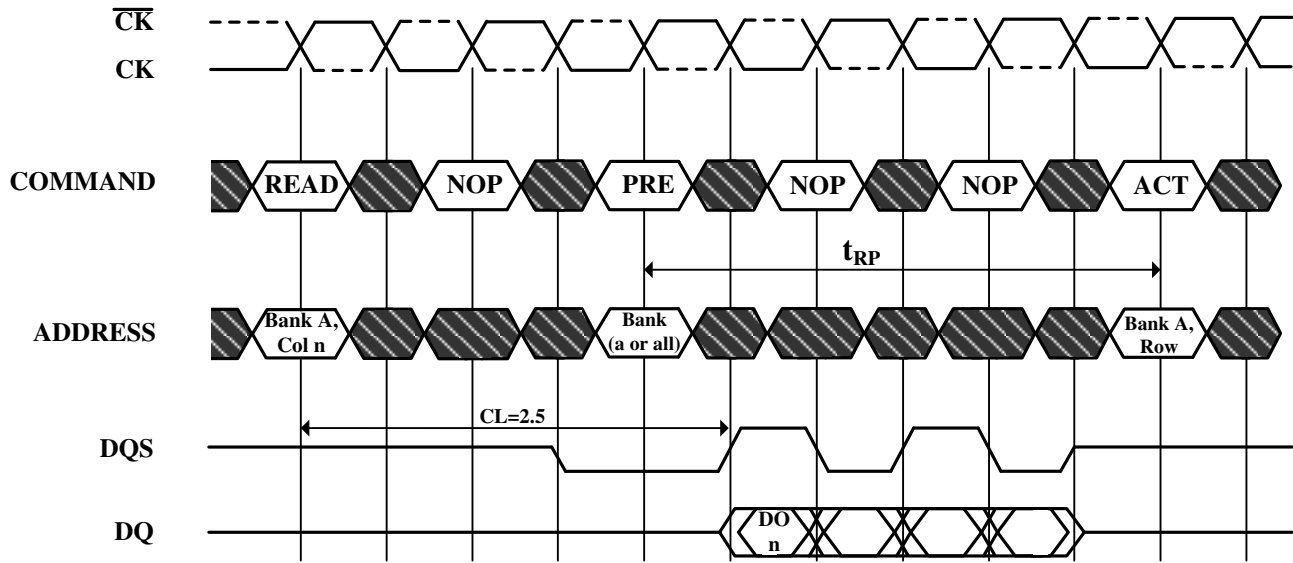 CK
CK
COMMAND
READ
NOP
PRE
NOP
NOP
ACT
tRP
ADDRESS
Bank A,
Col n
Bank
(a or all)
Bank A,
Row
CL=2.5
DQS
DQ
DO
n